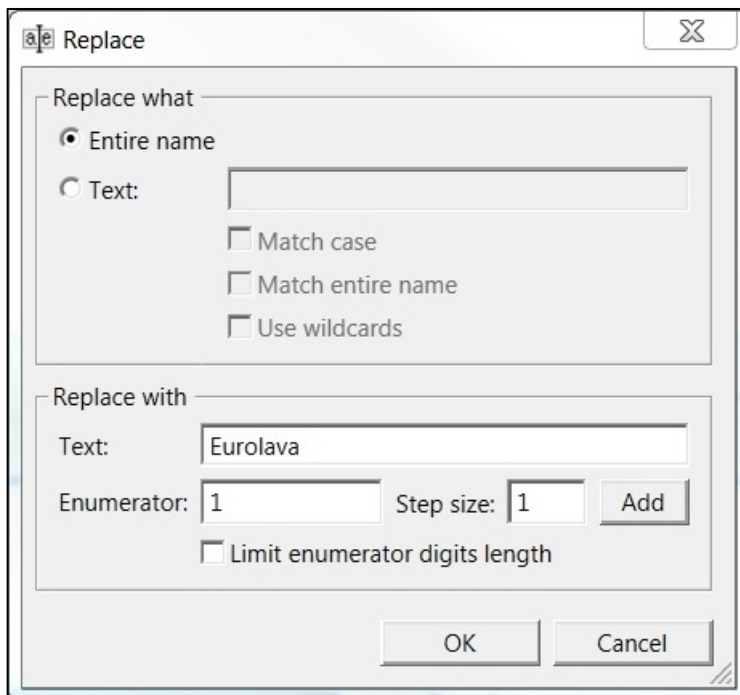 a|e Replace
Replace what
Entire name
Text:
Match case
Match entire name
Use wildcards
Replace with
Text: Eurolava
Enumerator: 1 Step size: 1 Add
Limit enumerator digits length
OK Cancel